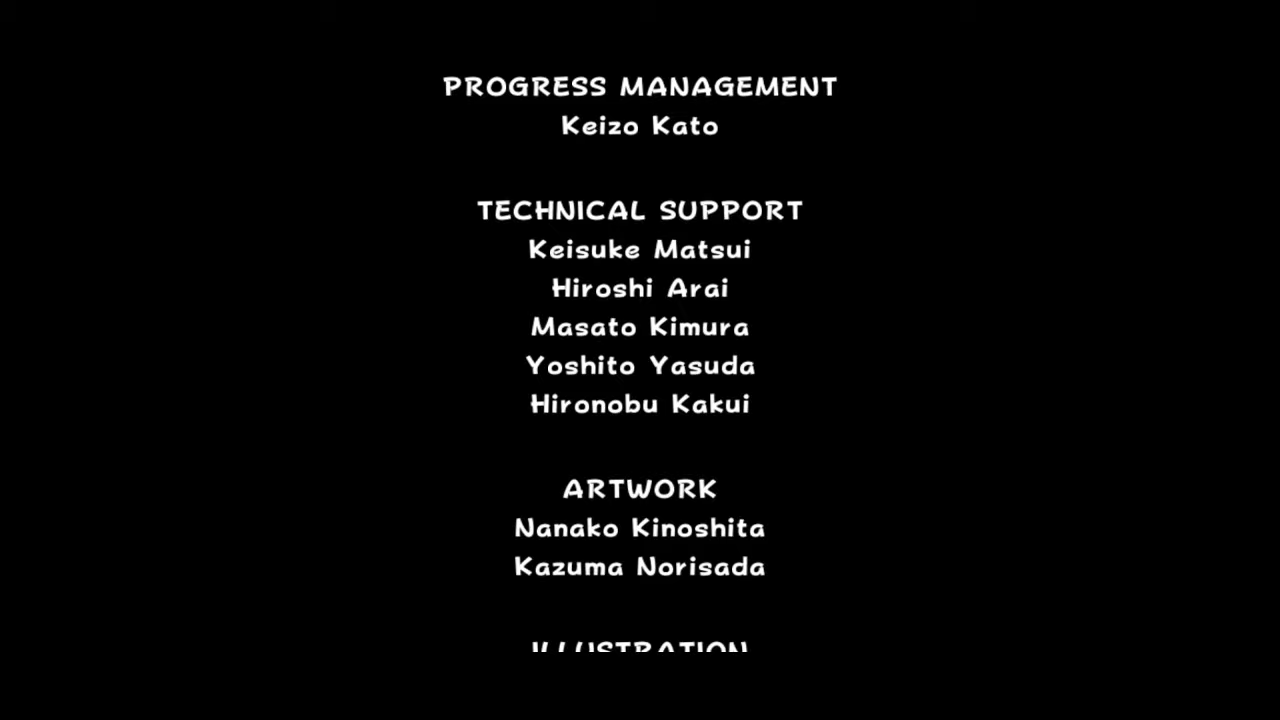 PROGRESS MANAGEMENT
Keizo Kato
TECHNICAL SUPPORT
Keisuke Matsui
Hiroshi Arai
Masato Kimura
Yoshito Yasuda
Hironobu Kakui
ARTWORK
Nanako Kinoshita
Kazuma Norisada
ILLUSTRATION